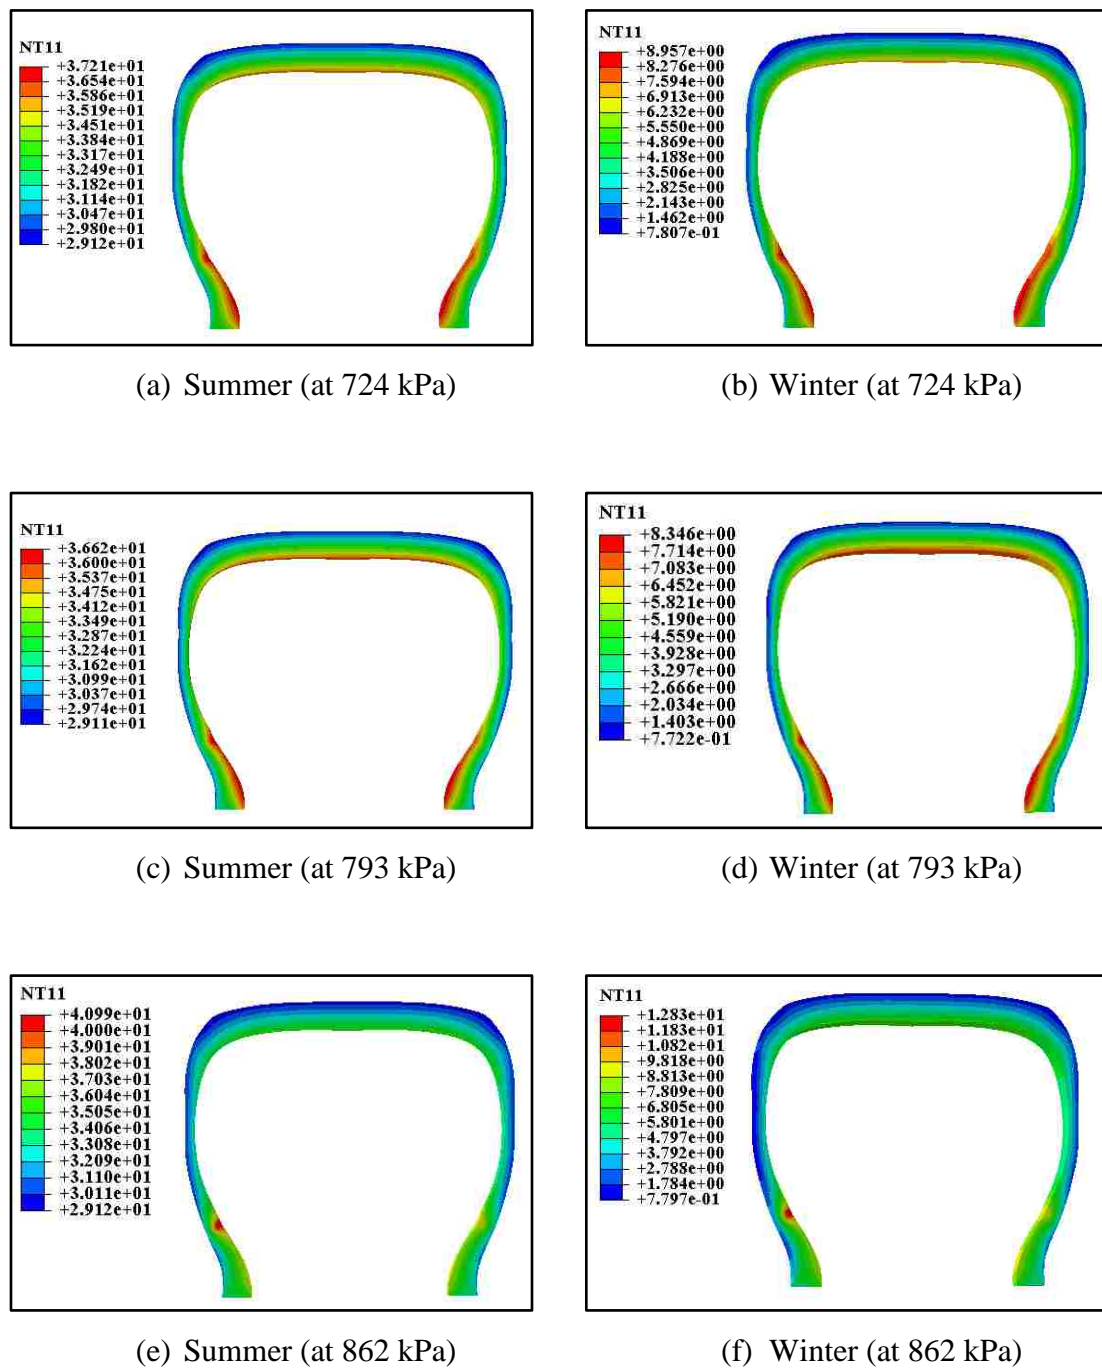 NT11
+3.721e+01
+3.654e+01
+3.586e+01
+3.519e+01
+3.451e+01
+3.384e+01
+3.317e+01
+3.249e+01
+3.182e+01
+3.114e+01
+3.047e+01
+2.980e+01
+2.912e+01
(a) Summer (at 724 kPa)
NT11
+8.957e+00
+8.276e+00
+7.594e+00
+6.913e+00
+6.232e+00
+5.550e+00
+4.869e+00
+4.188e+00
+3.506e+00
+2.825e+00
+2.143e+00
+1.462e+00
+7.807e-01
(b) Winter (at 724 kPa)
NT11
+3.662e+01
+3.600e+01
+3.537e+01
+3.475e+01
+3.412e+01
+3.349e+01
+3.287e+01
+3.224e+01
+3.162e+01
+3.099e+01
+3.037e+01
+2.974e+01
+2.911e+01
(c) Summer (at 793 kPa)
NT11
+8.346e+00
+7.714e+00
+7.083e+00
+6.452e+00
+5.821e+00
+5.190e+00
+4.559e+00
+3.928e+00
+3.297e+00
+2.666e+00
+2.034e+00
+1.403e+00
+7.722e-01
(d) Winter (at 793 kPa)
NT11
+4.099e+01
+4.000e+01
+3.901e+01
+3.802e+01
+3.703e+01
+3.604e+01
+3.505e+01
+3.406e+01
+3.308e+01
+3.209e+01
+3.110e+01
+3.011e+01
+2.912e+01
(e) Summer (at 862 kPa)
NT11
+1.283e+01
+1.183e+01
+1.082e+01
+9.818e+00
+8.813e+00
+7.809e+00
+6.805e+00
+5.801e+00
+4.797e+00
+3.792e+00
+2.788e+00
+1.784e+00
+7.797e-01
(f) Winter (at 862 kPa)